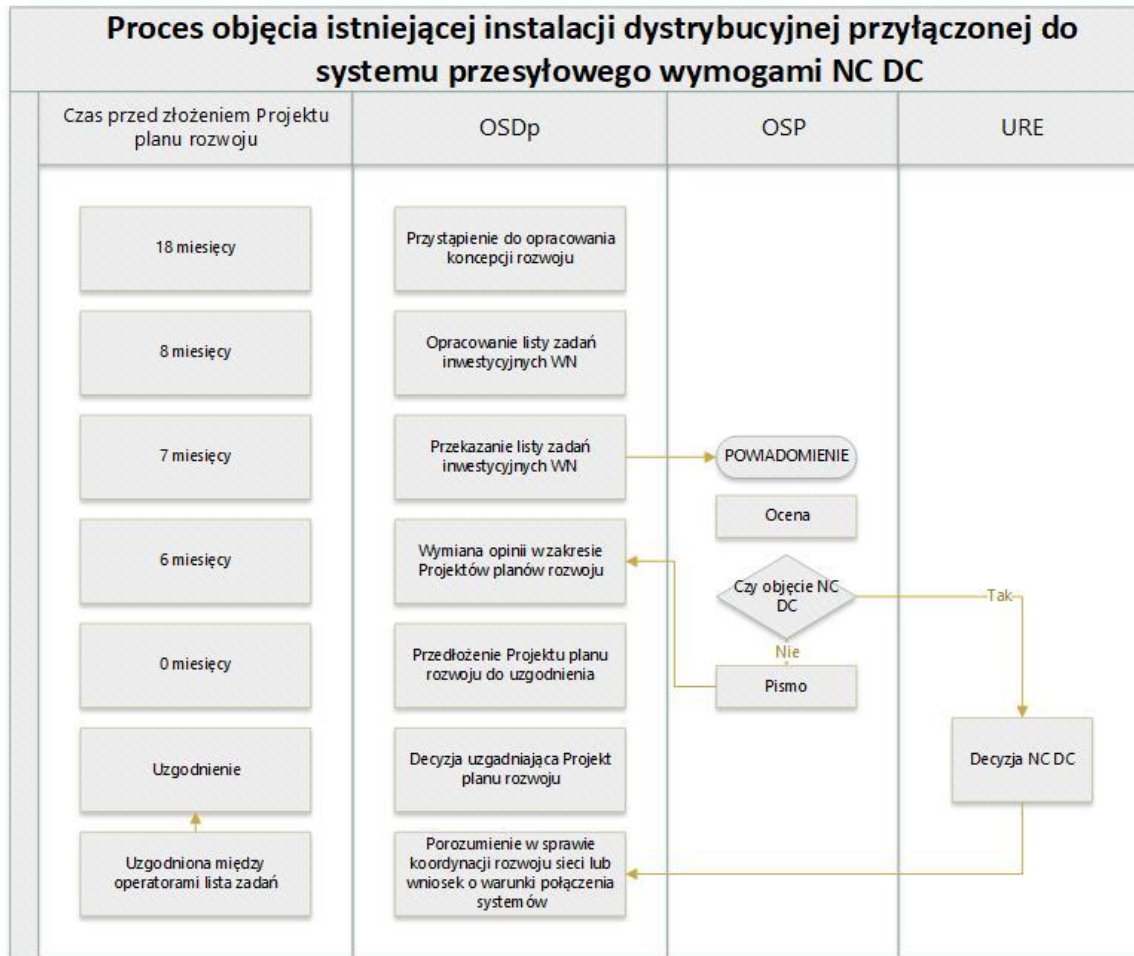 Proces objęcia istniejącej instalacji dystrybucyjnej przyłączonej do
systemu przesyłowego wymogami NC DC
Czas przed złożeniem Projektu
planu rozwoju
OSDp
OSP
URE
18 miesięcy
Przystąpienie do opracowania
koncepcji rozwoju
8 miesięcy
Opracowanie listy zadań
inwestycyjnych WN
7 miesięcy
Przekazanie listy zadań
inwestycyjnych WN
POWIADOMIENIE
Ocena
6 miesięcy
Wymiana opinii w zakresie
Projektów planów rozwoju
Czy objęcie NC
DC
Tak
Nie
0 miesięcy
Przedłożenie Projektu planu
rozwoju do uzgodnienia
Pismo
Uzgodnienie
Decyzja uzgadniająca Projekt
planu rozwoju
Decyzja NC DC
Uzgodniona między
operatorami lista zadań
Porozumienie w sprawie
koordynacji rozwoju sieci lub
wniosek o warunki połączenia
systemów